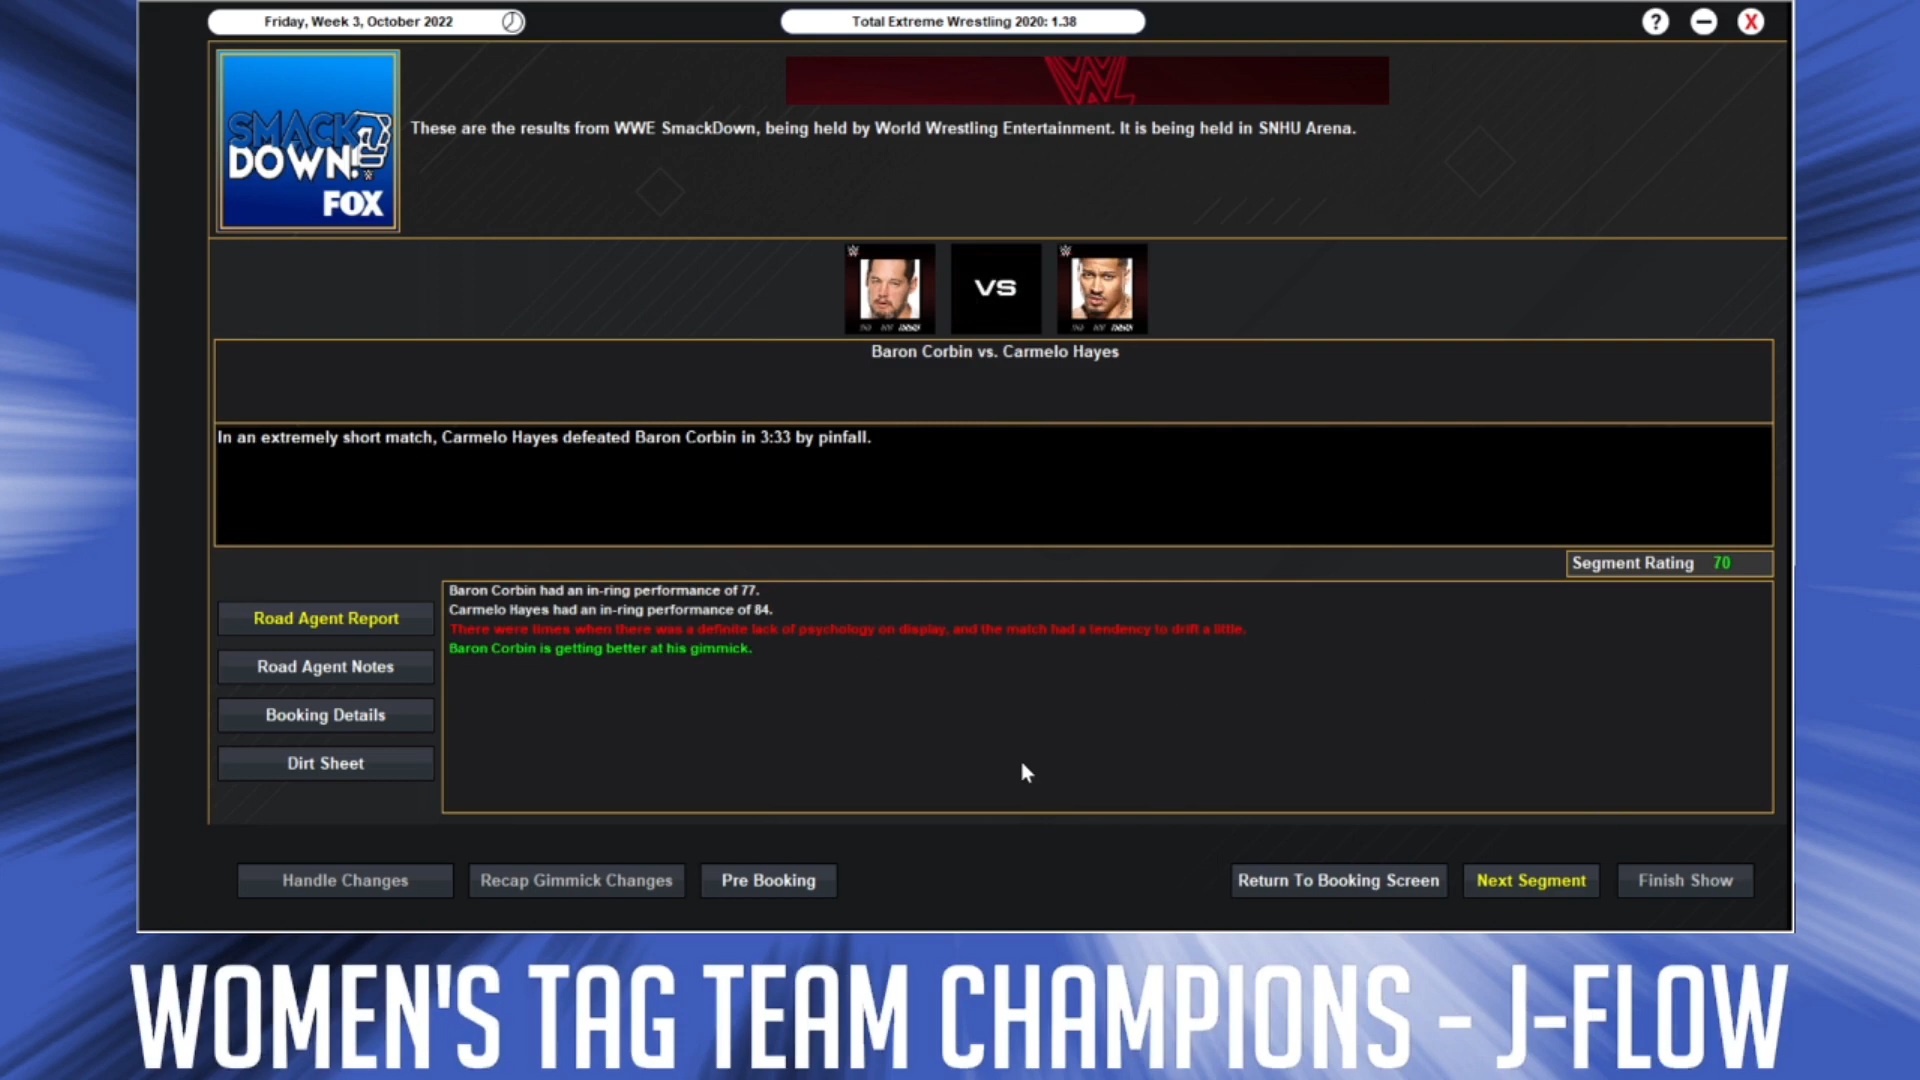 Friday, Week 3, October 2022
Total Extreme Wrestling 2020: 1.38
?
X
SMACK
DOWN!
FOX
These are the results from WWE SmackDown, being held by World Wrestling Entertainment. It is being held in SNHU Arena.
VS
Baron Corbin vs. Carmelo Hayes
In an extremely short match, Carmelo Hayes defeated Baron Corbin in 3:33 by pinfall.
Segment Rating 70
Road Agent Report
Road Agent Notes
Booking Details
Dirt Sheet
Baron Corbin had an in-ring performance of 77.
Carmelo Hayes had an in-ring performance of 84.
There were times when there was a definite lack of psychology on display, and the match had a tendency to drift a little.
Baron Corbin is getting better at his gimmick.
Handle Changes
Recap Gimmick Changes
Pre Booking
Return To Booking Screen
Next Segment
Finish Show
WOMEN'S TAG TEAM CHAMPIONS - J-FLOW